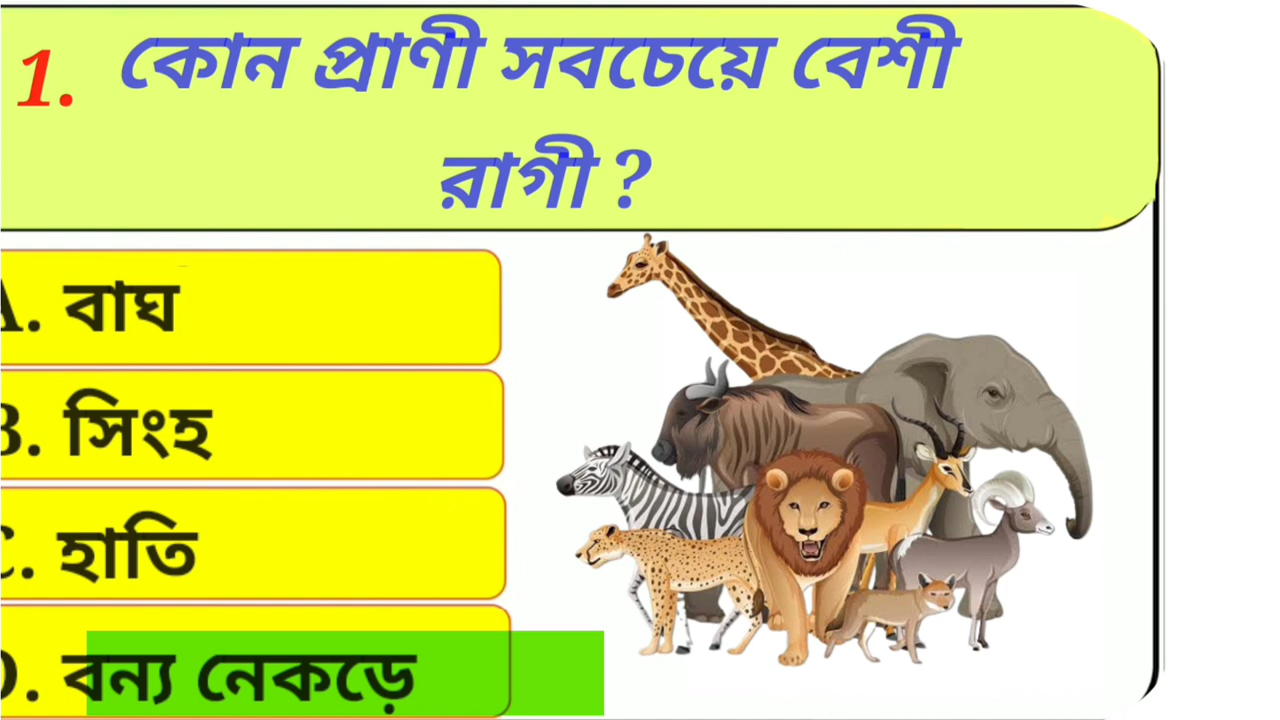 1. কোন প্রাণী সবচেয়ে বেশী
রাগী ?
A. বাঘ
B. সিংহ
C. হাতি
D. বন্য নেকড়ে